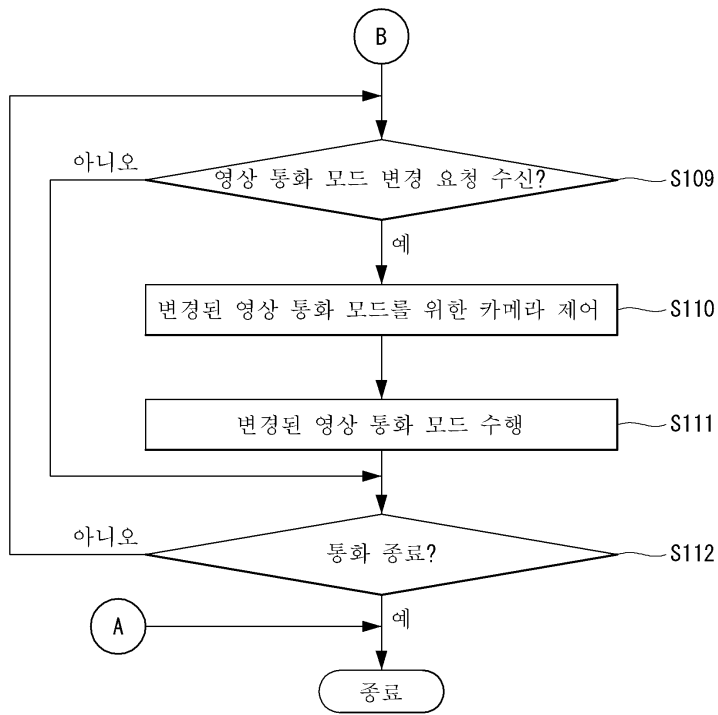 B
아니오
영상 통화 모드 변경 요청 수신?
S109
예
변경된 영상 통화 모드를 위한 카메라 제어
S110
변경된 영상 통화 모드 수행
S111
아니오
통화 종료?
S112
A
예
종료